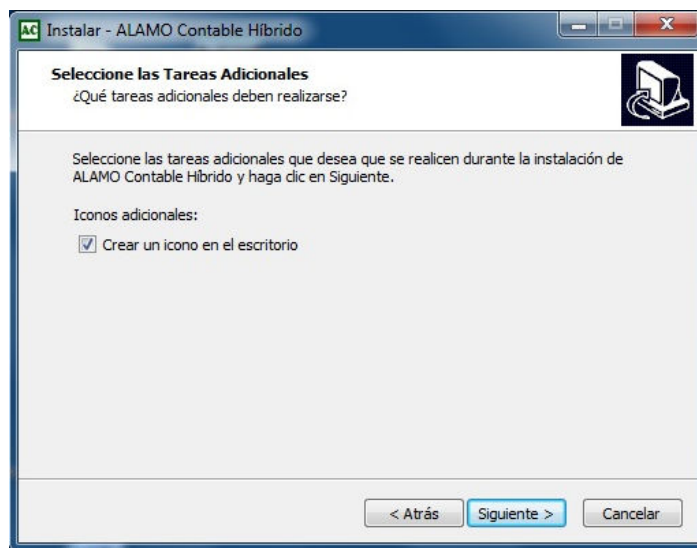 AC Instalar - ALAMO Contable Híbrido
Seleccione las Tareas Adicionales
¿Qué tareas adicionales deben realizarse?
Seleccione las tareas adicionales que desea que se realicen durante la instalación de
ALAMO Contable Híbrido y haga clic en Siguiente.
Iconos adicionales:
Crear un icono en el escritorio
< Atrás Siguiente > Cancelar